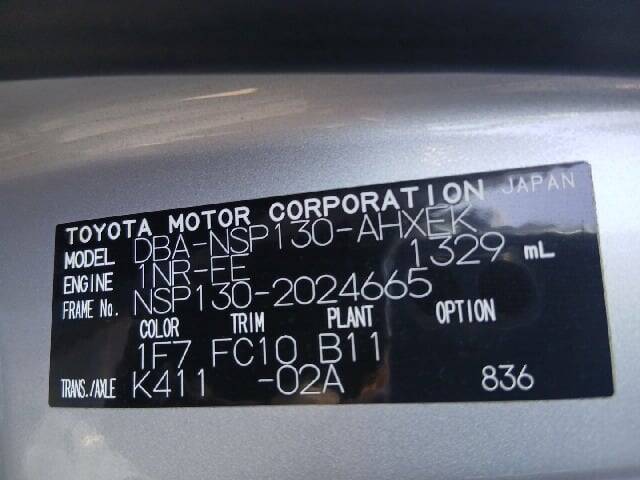 TOYOTA MOTOR CORPORATION JAPAN
MODEL DBA-NSP130-AHXEK
ENGINE 1NR-FE 1329 mL
FRAME No. NSP130-2024665
COLOR TRIM PLANT OPTION
1F7 FC10 B11
TRANS./AXLE K411 -02A 836